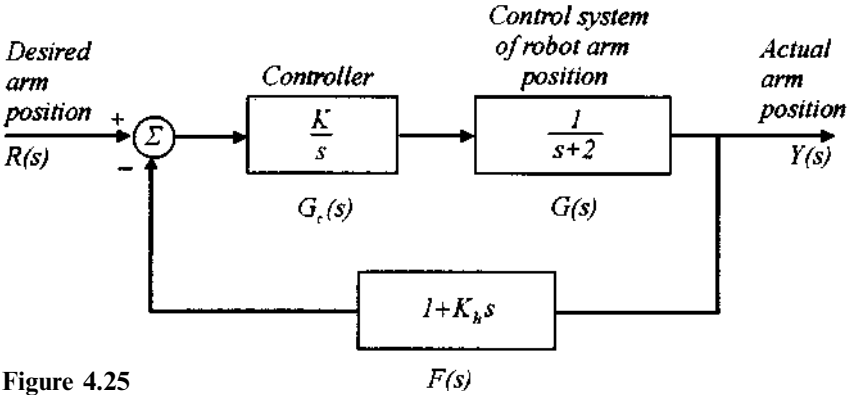 Desired
arm
position
+
R(s)
Σ
−
Controller
K
s
G_c(s)
Control system
of robot arm
position
1
s+2
G(s)
Actual
arm
position
Y(s)
1+K_h s
F(s)
Figure 4.25